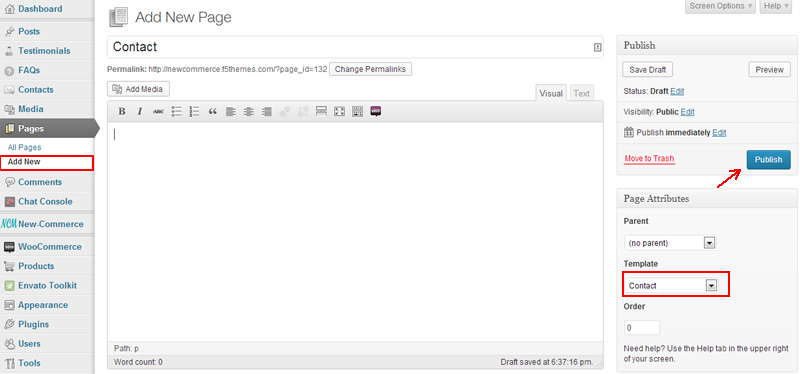 Dashboard
Posts
Testimonials
FAQs
Contacts
Media
Pages
All Pages
Add New
Comments
Chat Console
NCM New-Commerce
WooCommerce
Products
Envato Toolkit
Appearance
Plugins
Users
Tools
Screen Options
Help
Add New Page
Contact
Permalink: http://newcommerce.f5themes.com/?page_id=132 Change Permalinks
Add Media
Visual Text
B I ABC
Path: p
Word count: 0 Draft saved at 6:37:16 pm.
Publish
Save Draft Preview
Status: Draft Edit
Visibility: Public Edit
Publish immediately Edit
Move to Trash Publish
Page Attributes
Parent
(no parent)
Template
Contact
Order
0
Need help? Use the Help tab in the upper right
of your screen.